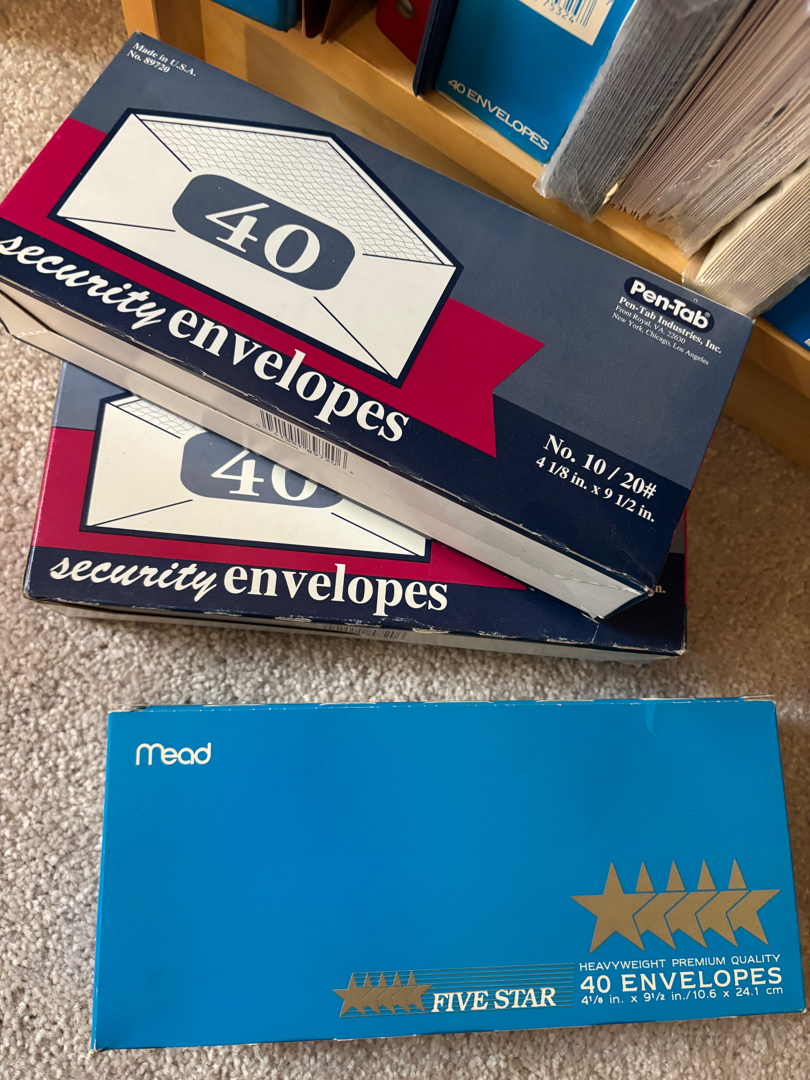 75524
40 ENVELOPES
Made in U.S.A.
No. 89720
40
security envelopes
Pen-Tab®
Pen-Tab Industries, Inc.
Front Royal, VA. 22630
New York, Chicago, Los Angeles
No. 10 / 20#
4 1/8 in. x 9 1/2 in.
40
security envelopes
in.
Mead
HEAVYWEIGHT PREMIUM QUALITY
40 ENVELOPES
4 1/8 in. x 9 1/2 in./10.6 x 24.1 cm
FIVE STAR